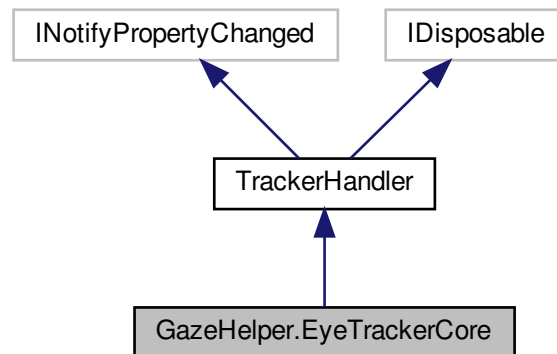 INotifyPropertyChanged
IDisposable
TrackerHandler
GazeHelper.EyeTrackerCore